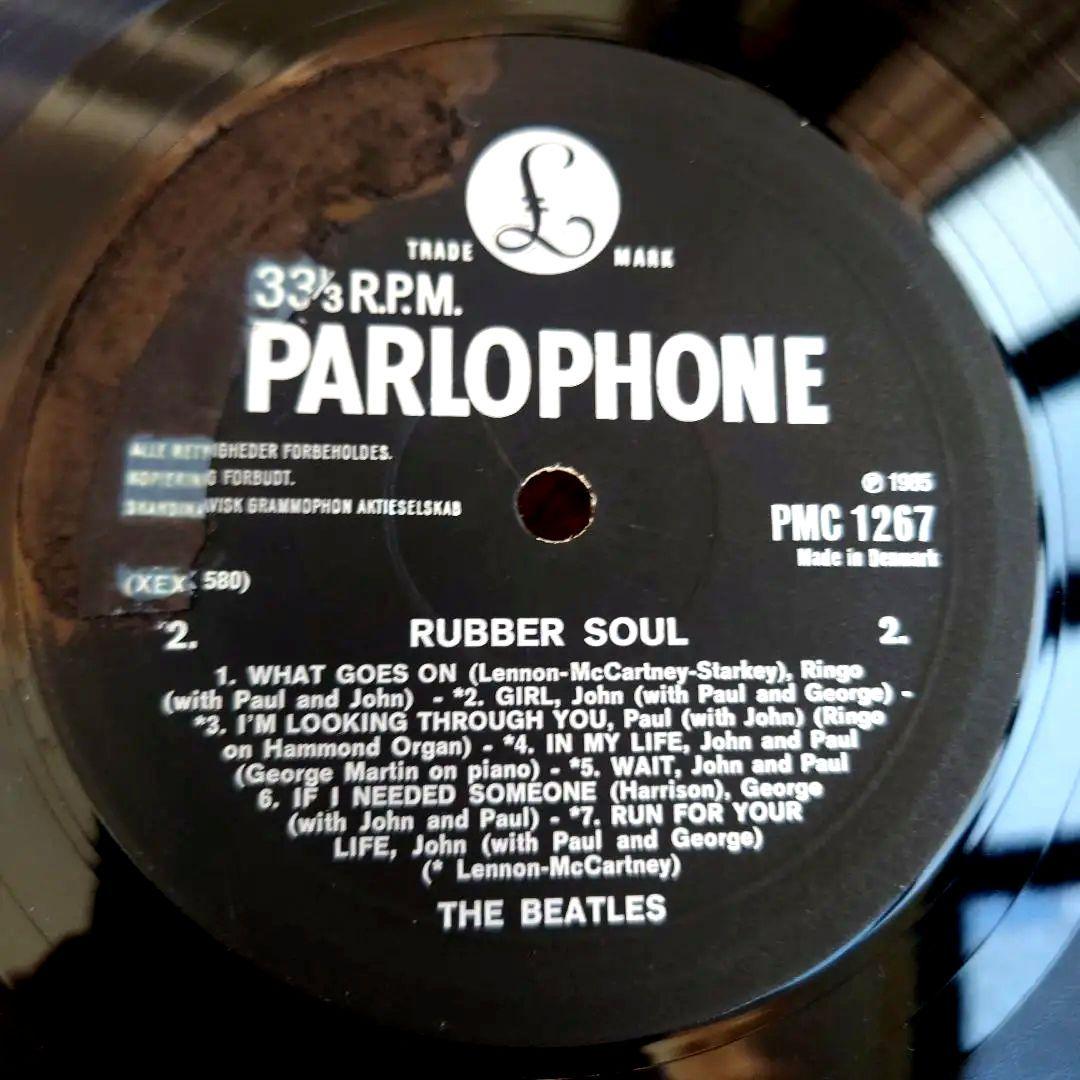 £
TRADE MARK
33⅓ R.P.M.
PARLOPHONE
ALLE RETTIGHEDER FORBEHOLDES.
KOPIERING FORBUDT.
SKANDINAVISK GRAMMOPHON AKTIESELSKAB
℗ 1965
PMC 1267
Made in Denmark
(XEX. 580)
2. RUBBER SOUL 2.
1. WHAT GOES ON (Lennon-McCartney-Starkey), Ringo
(with Paul and John) - *2. GIRL, John (with Paul and George) -
*3. I'M LOOKING THROUGH YOU, Paul (with John) (Ringo
on Hammond Organ) - *4. IN MY LIFE, John and Paul
(George Martin on piano) - *5. WAIT, John and Paul
6. IF I NEEDED SOMEONE (Harrison), George
(with John and Paul) - *7. RUN FOR YOUR
LIFE, John (with Paul and George)
(* Lennon-McCartney)
THE BEATLES